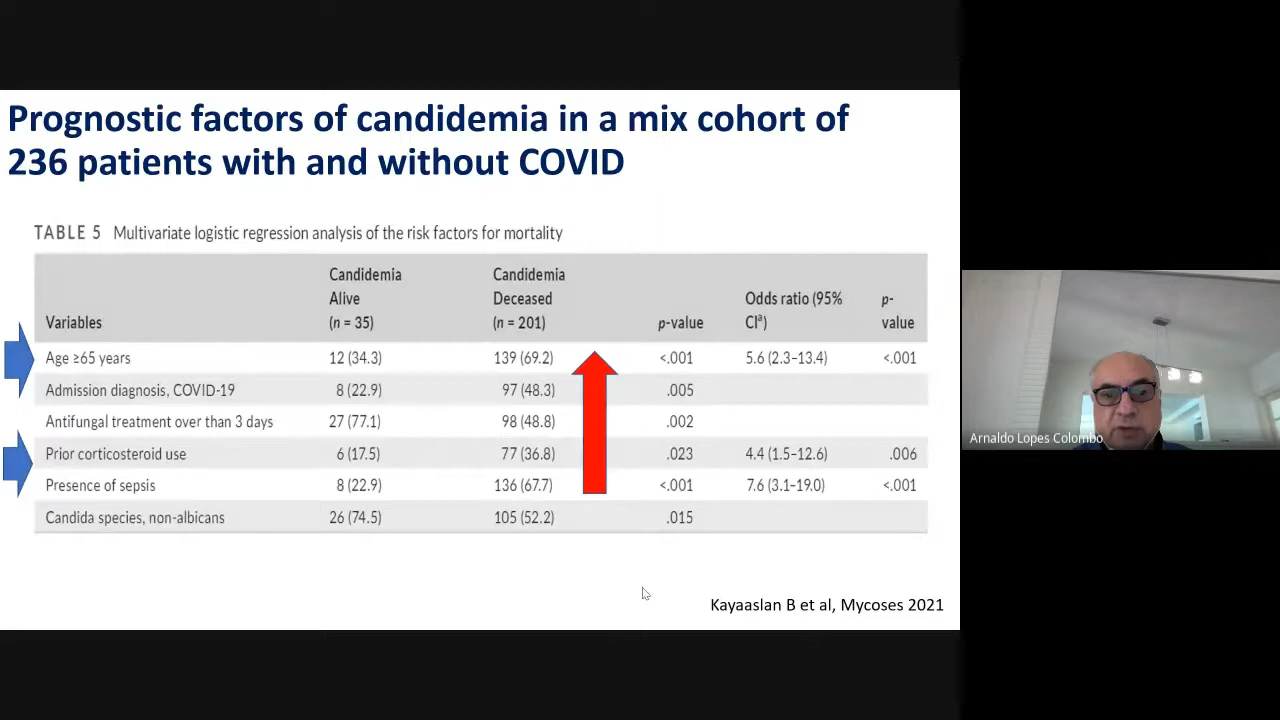 Prognostic factors of candidemia in a mix cohort of
236 patients with and without COVID
TABLE 5 Multivariate logistic regression analysis of the risk factors for mortality
Variables Candidemia Alive (n = 35) Candidemia Deceased (n = 201) p-value Odds ratio (95% CIª) p-value
Age ≥65 years 12 (34.3) 139 (69.2) <.001 5.6 (2.3–13.4) <.001
Admission diagnosis, COVID-19 8 (22.9) 97 (48.3) .005
Antifungal treatment over than 3 days 27 (77.1) 98 (48.8) .002
Prior corticosteroid use 6 (17.5) 77 (36.8) .023 4.4 (1.5–12.6) .006
Presence of sepsis 8 (22.9) 136 (67.7) <.001 7.6 (3.1–19.0) <.001
Candida species, non-albicans 26 (74.5) 105 (52.2) .015
Kayaaslan B et al, Mycoses 2021
Arnaldo Lopes Colombo